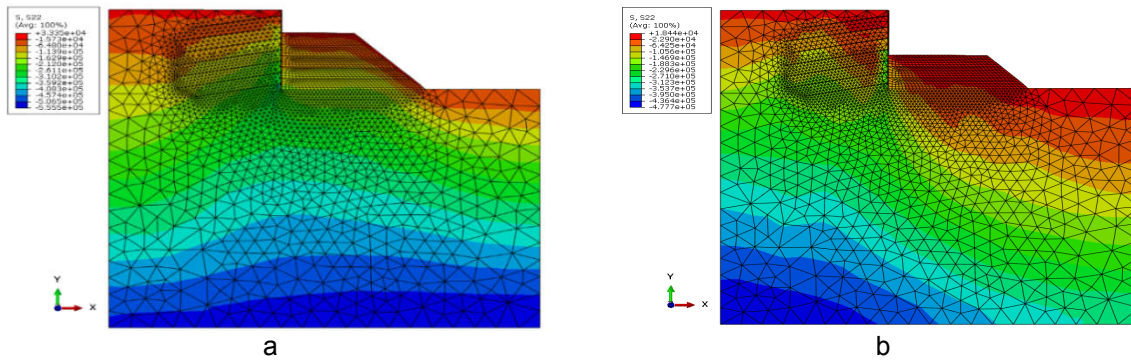 S, S22
(Avg: 100%)
+3.335e+04
-1.573e+04
-6.480e+04
-1.139e+05
-1.629e+05
-2.120e+05
-2.611e+05
-3.102e+05
-3.592e+05
-4.083e+05
-4.574e+05
-5.065e+05
-5.555e+05
Y
X
a
S, S22
(Avg: 100%)
+1.844e+04
-2.290e+04
-6.425e+04
-1.056e+05
-1.469e+05
-1.883e+05
-2.296e+05
-2.710e+05
-3.123e+05
-3.537e+05
-3.950e+05
-4.364e+05
-4.777e+05
Y
X
b